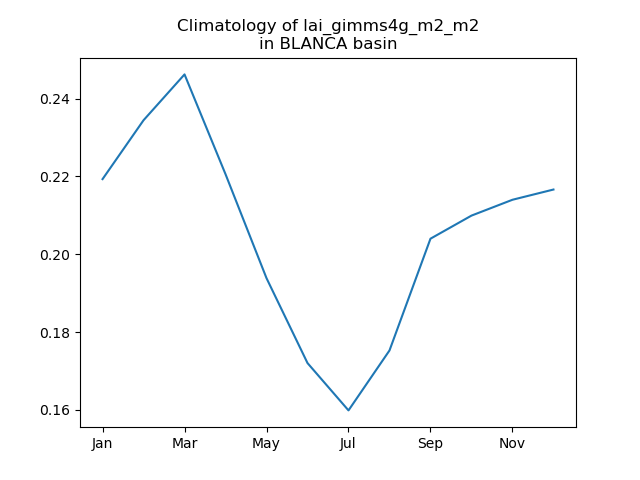 Climatology of lai_gimms4g_m2_m2
in BLANCA basin
0.24
0.22
0.20
0.18
0.16
Jan Mar May Jul Sep Nov